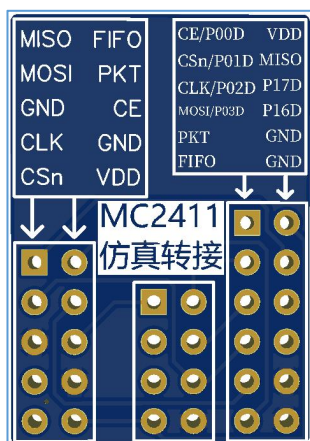 MISO FIFO
MOSI PKT
GND CE
CLK GND
CSn VDD
CE/P00D VDD
CSn/P01D MISO
CLK/P02D P17D
MOSI/P03D P16D
PKT GND
FIFO GND
MC2411
仿真转接